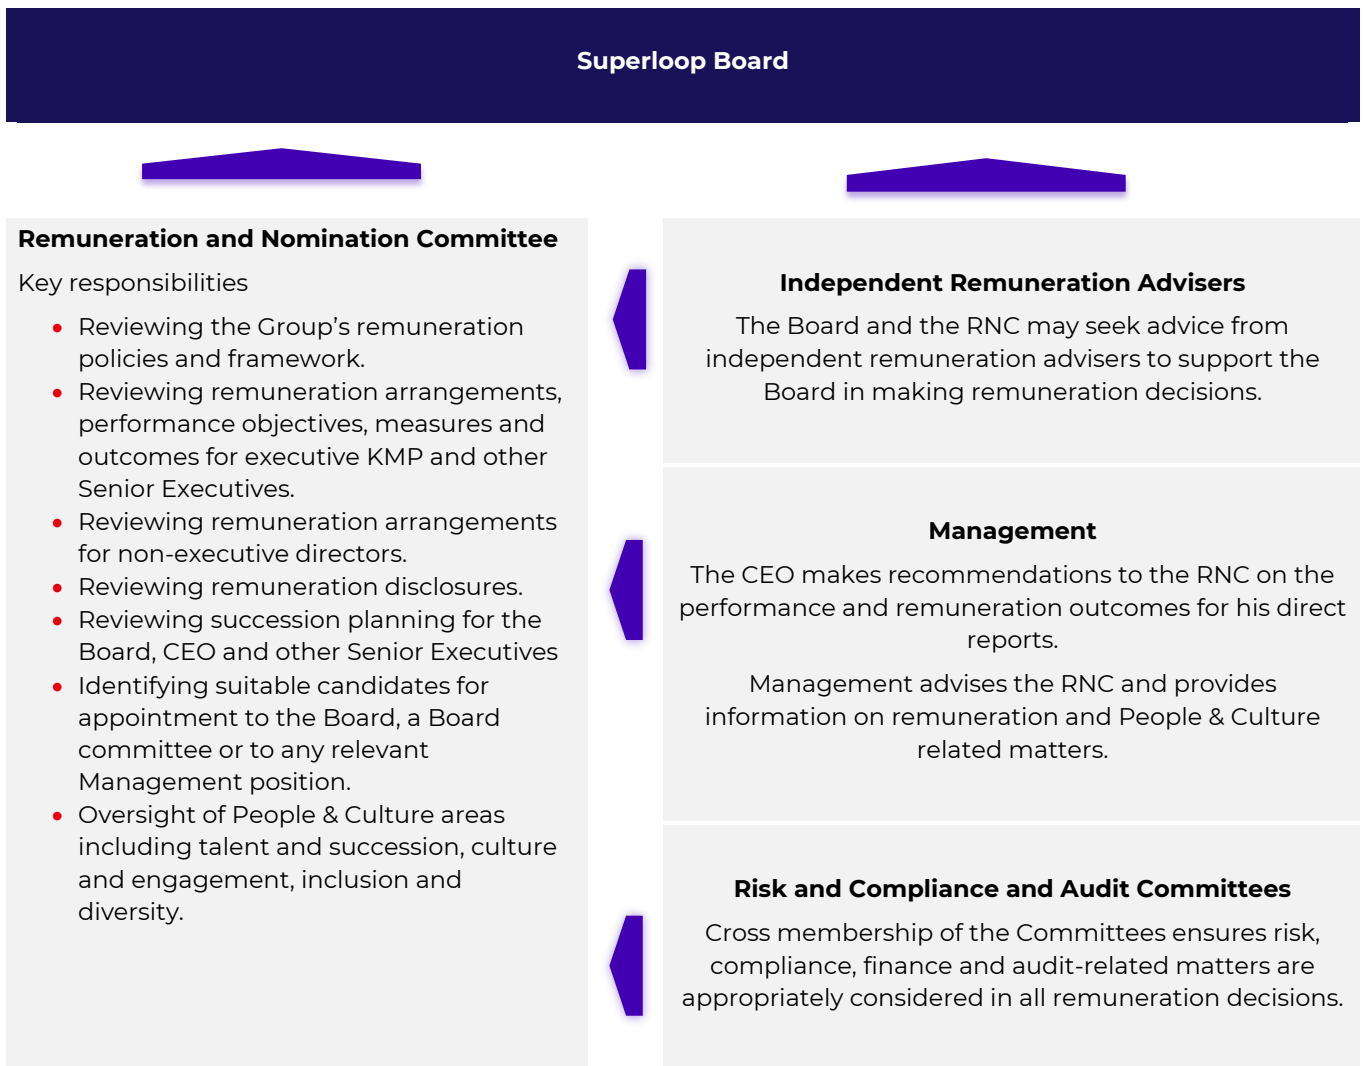 Superloop Board
Remuneration and Nomination Committee
Key responsibilities
• Reviewing the Group’s remuneration
policies and framework.
• Reviewing remuneration arrangements,
performance objectives, measures and
outcomes for executive KMP and other
Senior Executives.
• Reviewing remuneration arrangements
for non-executive directors.
• Reviewing remuneration disclosures.
• Reviewing succession planning for the
Board, CEO and other Senior Executives
• Identifying suitable candidates for
appointment to the Board, a Board
committee or to any relevant
Management position.
• Oversight of People & Culture areas
including talent and succession, culture
and engagement, inclusion and
diversity.
Independent Remuneration Advisers
The Board and the RNC may seek advice from
independent remuneration advisers to support the
Board in making remuneration decisions.
Management
The CEO makes recommendations to the RNC on the
performance and remuneration outcomes for his direct
reports.
Management advises the RNC and provides
information on remuneration and People & Culture
related matters.
Risk and Compliance and Audit Committees
Cross membership of the Committees ensures risk,
compliance, finance and audit-related matters are
appropriately considered in all remuneration decisions.